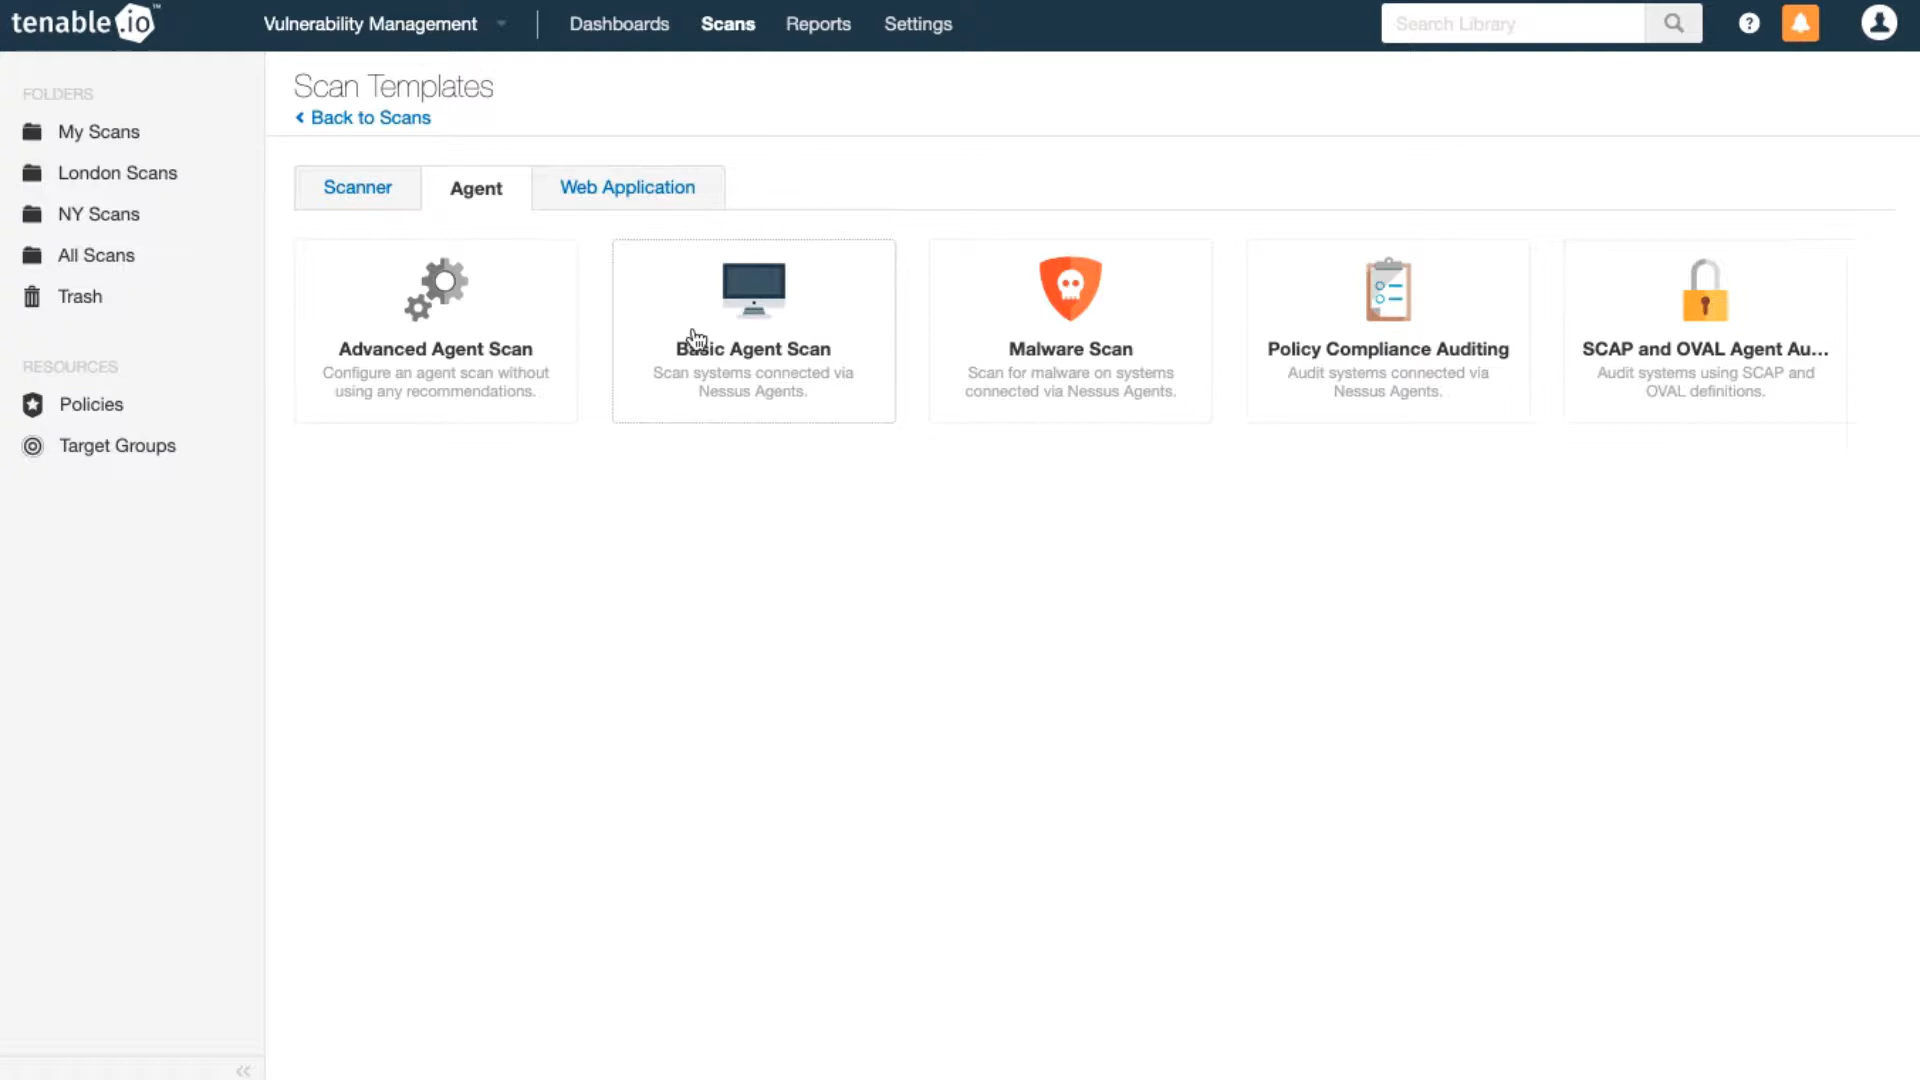 tenable.io™
Vulnerability Management
Dashboards
Scans
Reports
Settings
Search Library
?
FOLDERS
My Scans
London Scans
NY Scans
All Scans
Trash
RESOURCES
Policies
Target Groups
Scan Templates
Back to Scans
Scanner
Agent
Web Application
Advanced Agent Scan
Configure an agent scan without
using any recommendations.
Basic Agent Scan
Scan systems connected via
Nessus Agents.
Malware Scan
Scan for malware on systems
connected via Nessus Agents.
Policy Compliance Auditing
Audit systems connected via
Nessus Agents.
SCAP and OVAL Agent Au...
Audit systems using SCAP and
OVAL definitions.